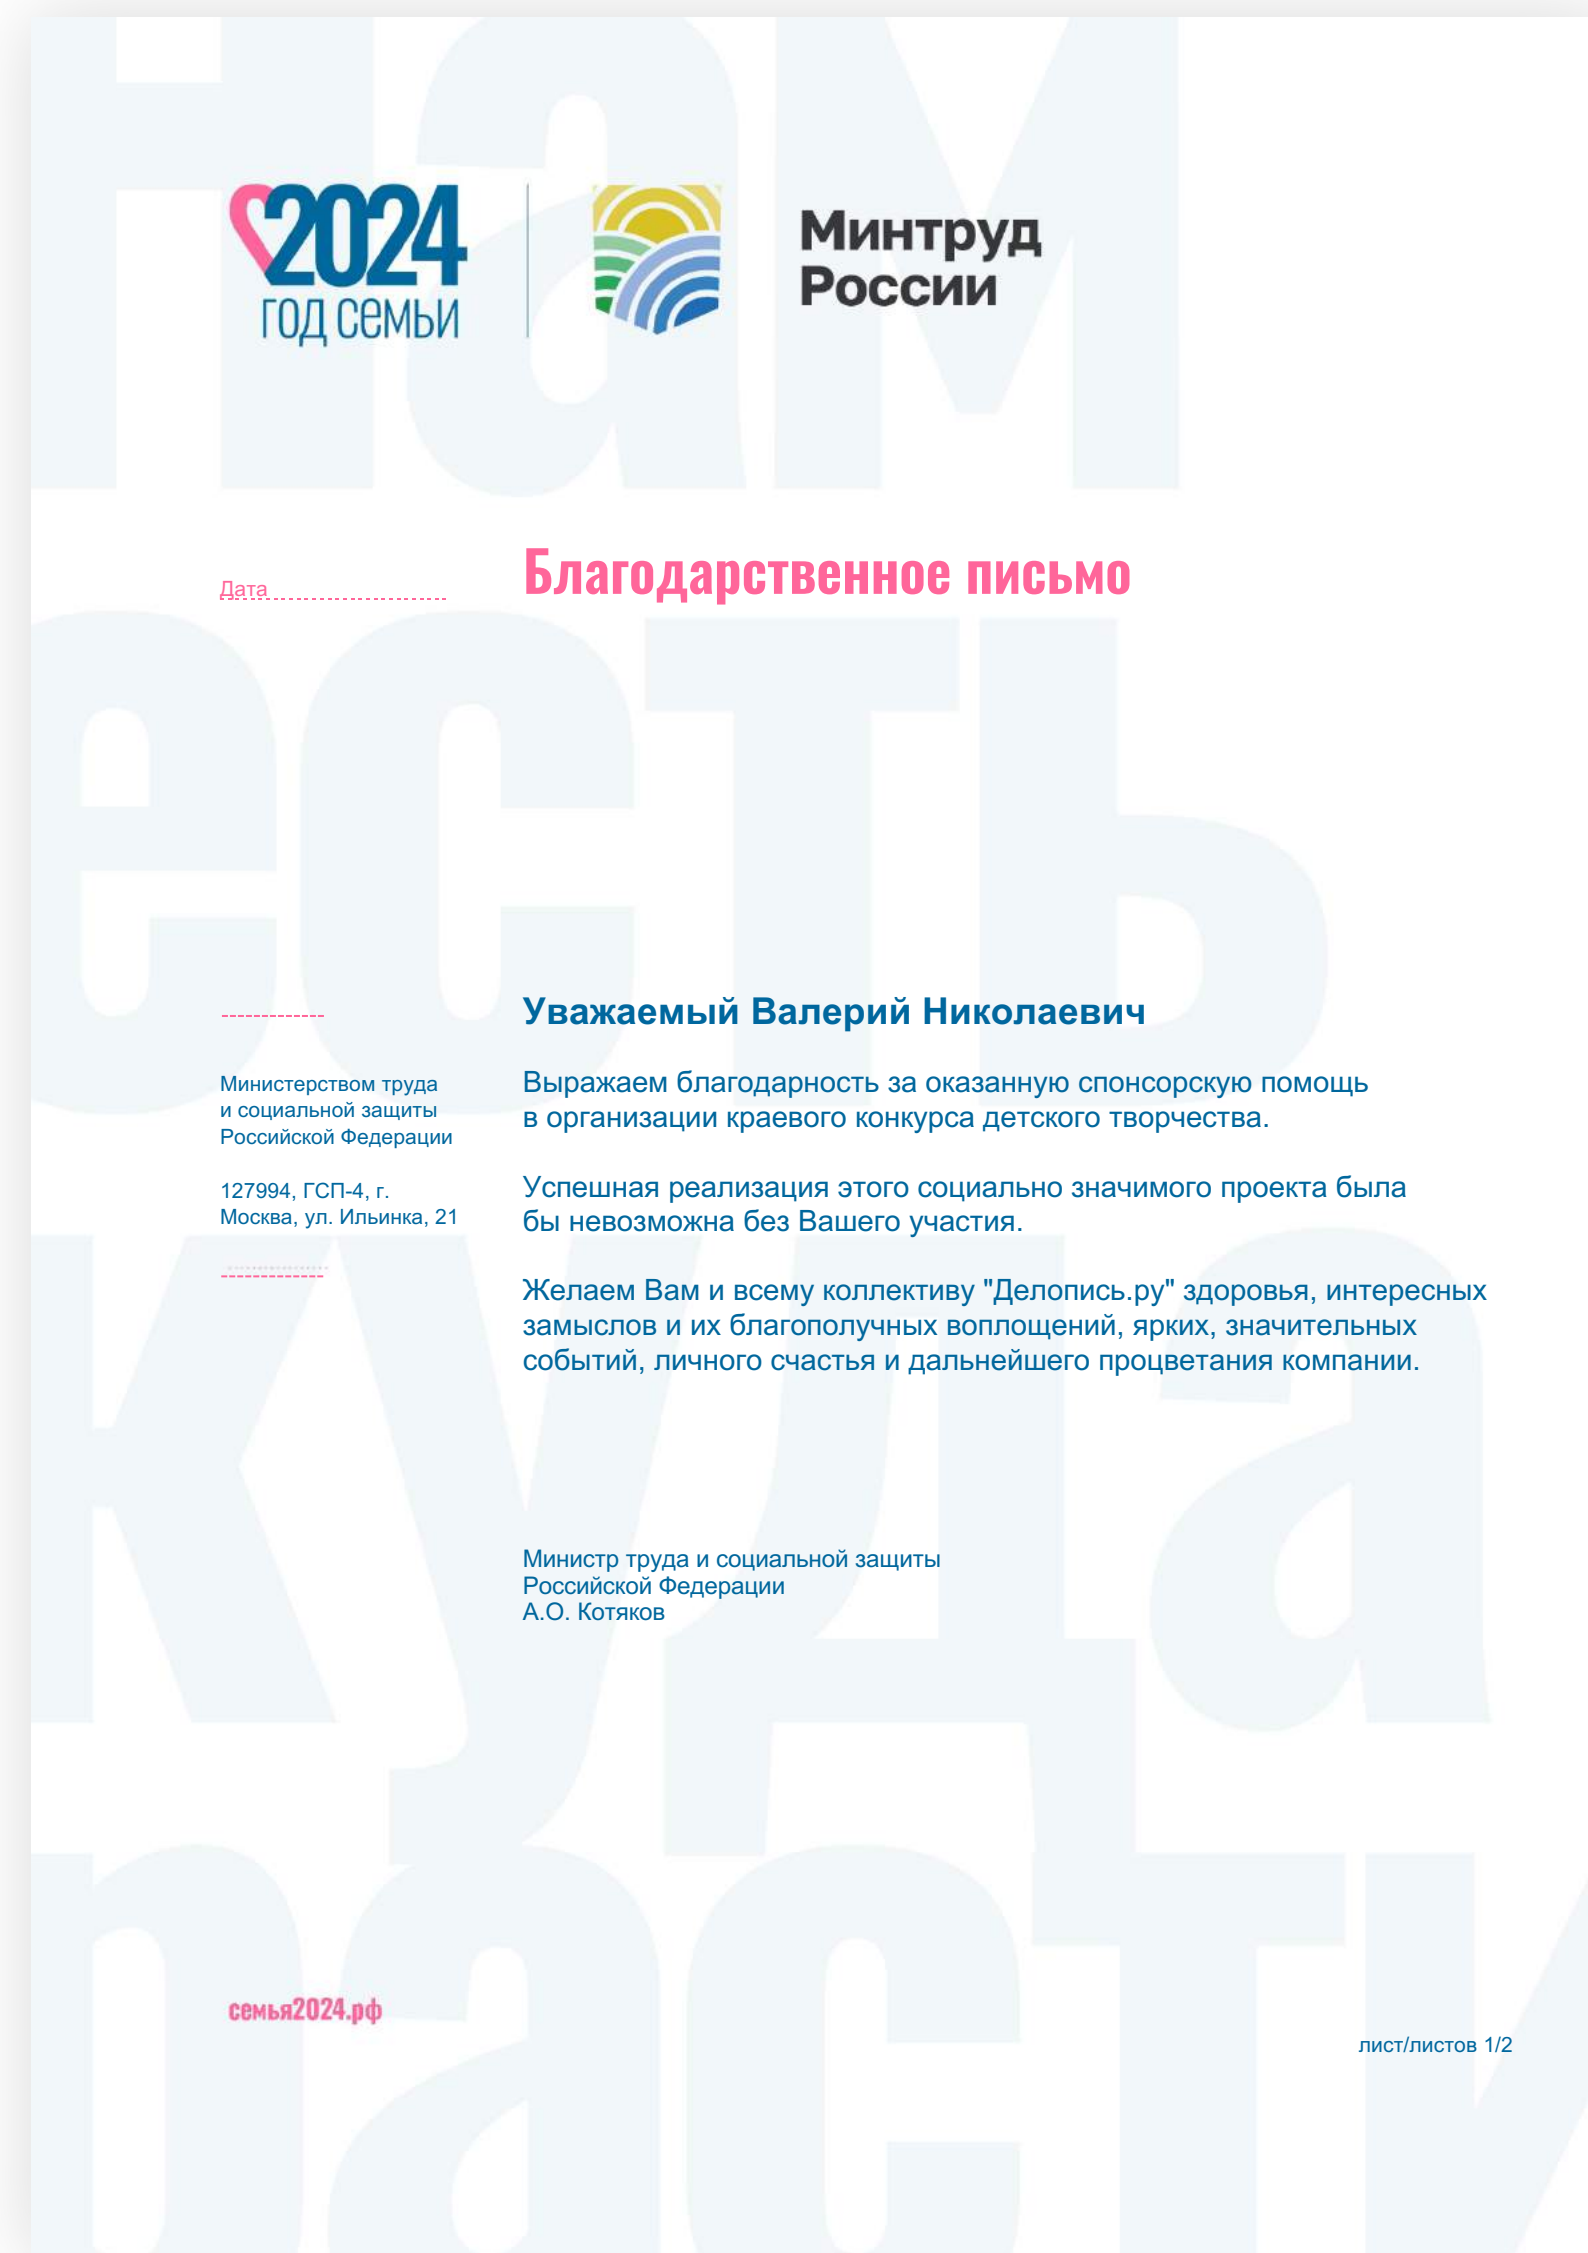 нам
2024
ГОД СЕМЬИ
Минтруд
России
Дата
Благодарственное письмо
есть
Уважаемый Валерий Николаевич
Министерством труда
и социальной защиты
Российской Федерации
127994, ГСП-4, г.
Москва, ул. Ильинка, 21
Выражаем благодарность за оказанную спонсорскую помощь
в организации краевого конкурса детского творчества.
Успешная реализация этого социально значимого проекта была
бы невозможна без Вашего участия.
Желаем Вам и всему коллективу "Делопись.ру" здоровья, интересных
замыслов и их благополучных воплощений, ярких, значительных
событий, личного счастья и дальнейшего процветания компании.
куда
Министр труда и социальной защиты
Российской Федерации
А.О. Котяков
расти
семья2024.рф
лист/листов 1/2